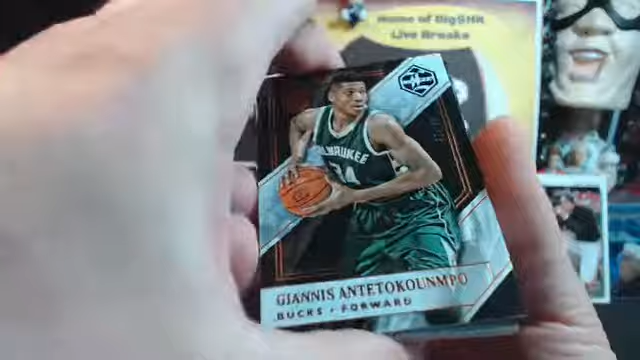 Home of BigSHR
Live Breaks
MILWAUKEE
34
GIANNIS ANTETOKOUNMPO
BUCKS • FORWARD